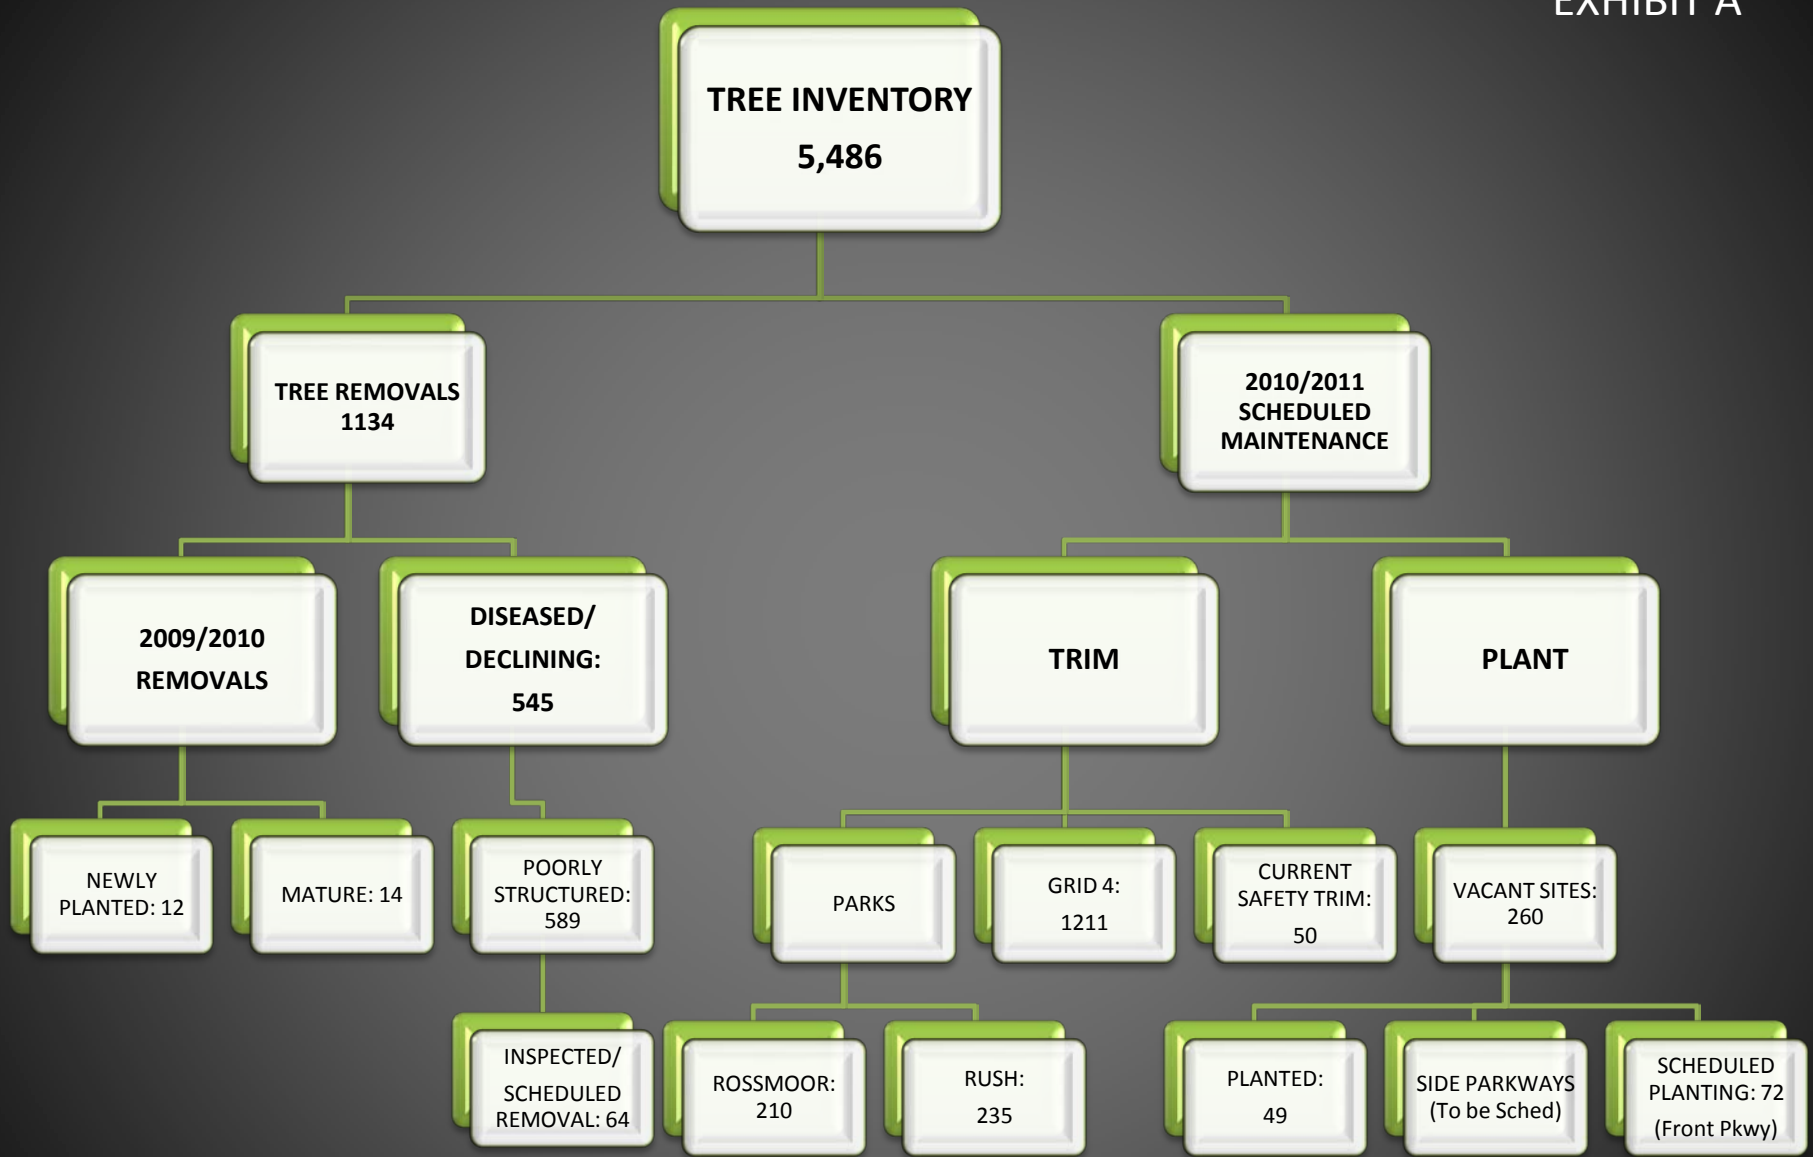 EXHIBIT A
TREE INVENTORY
5,486
TREE REMOVALS
1134
2010/2011
SCHEDULED
MAINTENANCE
2009/2010
REMOVALS
DISEASED/
DECLINING:
545
TRIM
PLANT
NEWLY
PLANTED: 12
MATURE: 14
POORLY
STRUCTURED:
589
PARKS
GRID 4:
1211
CURRENT
SAFETY TRIM:
50
VACANT SITES:
260
INSPECTED/
SCHEDULED
REMOVAL: 64
ROSSMOOR:
210
RUSH:
235
PLANTED:
49
SIDE PARKWAYS
(To be Sched)
SCHEDULED
PLANTING: 72
(Front Pkwy)